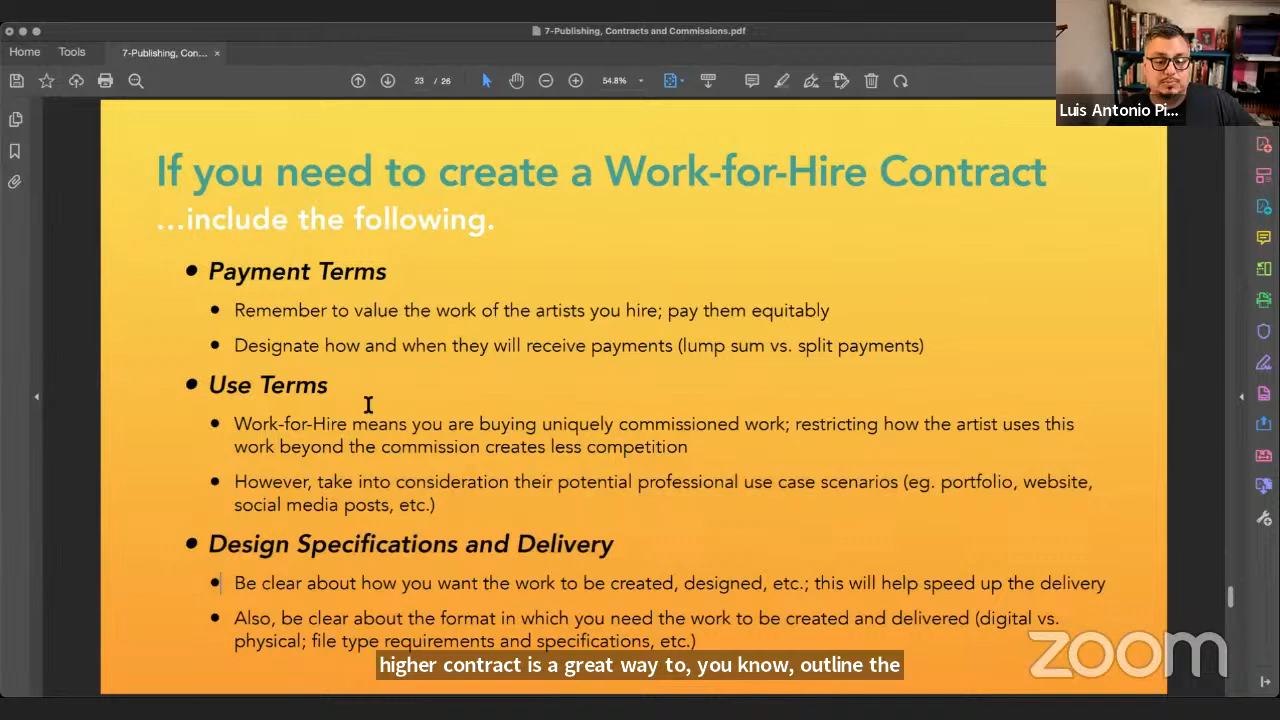 7-Publishing, Contracts and Commissions.pdf
Home
Tools
7-Publishing, Con...
×
23 / 26
54.8%
Luis Antonio Pi...
If you need to create a Work-for-Hire Contract
...include the following.
• Payment Terms
• Remember to value the work of the artists you hire; pay them equitably
• Designate how and when they will receive payments (lump sum vs. split payments)
• Use Terms
• Work-for-Hire means you are buying uniquely commissioned work; restricting how the artist uses this
work beyond the commission creates less competition
• However, take into consideration their potential professional use case scenarios (eg. portfolio, website,
social media posts, etc.)
• Design Specifications and Delivery
• Be clear about how you want the work to be created, designed, etc.; this will help speed up the delivery
• Also, be clear about the format in which you need the work to be created and delivered (digital vs.
physical; file type requirements and specifications, etc.)
higher contract is a great way to, you know, outline the
zoom